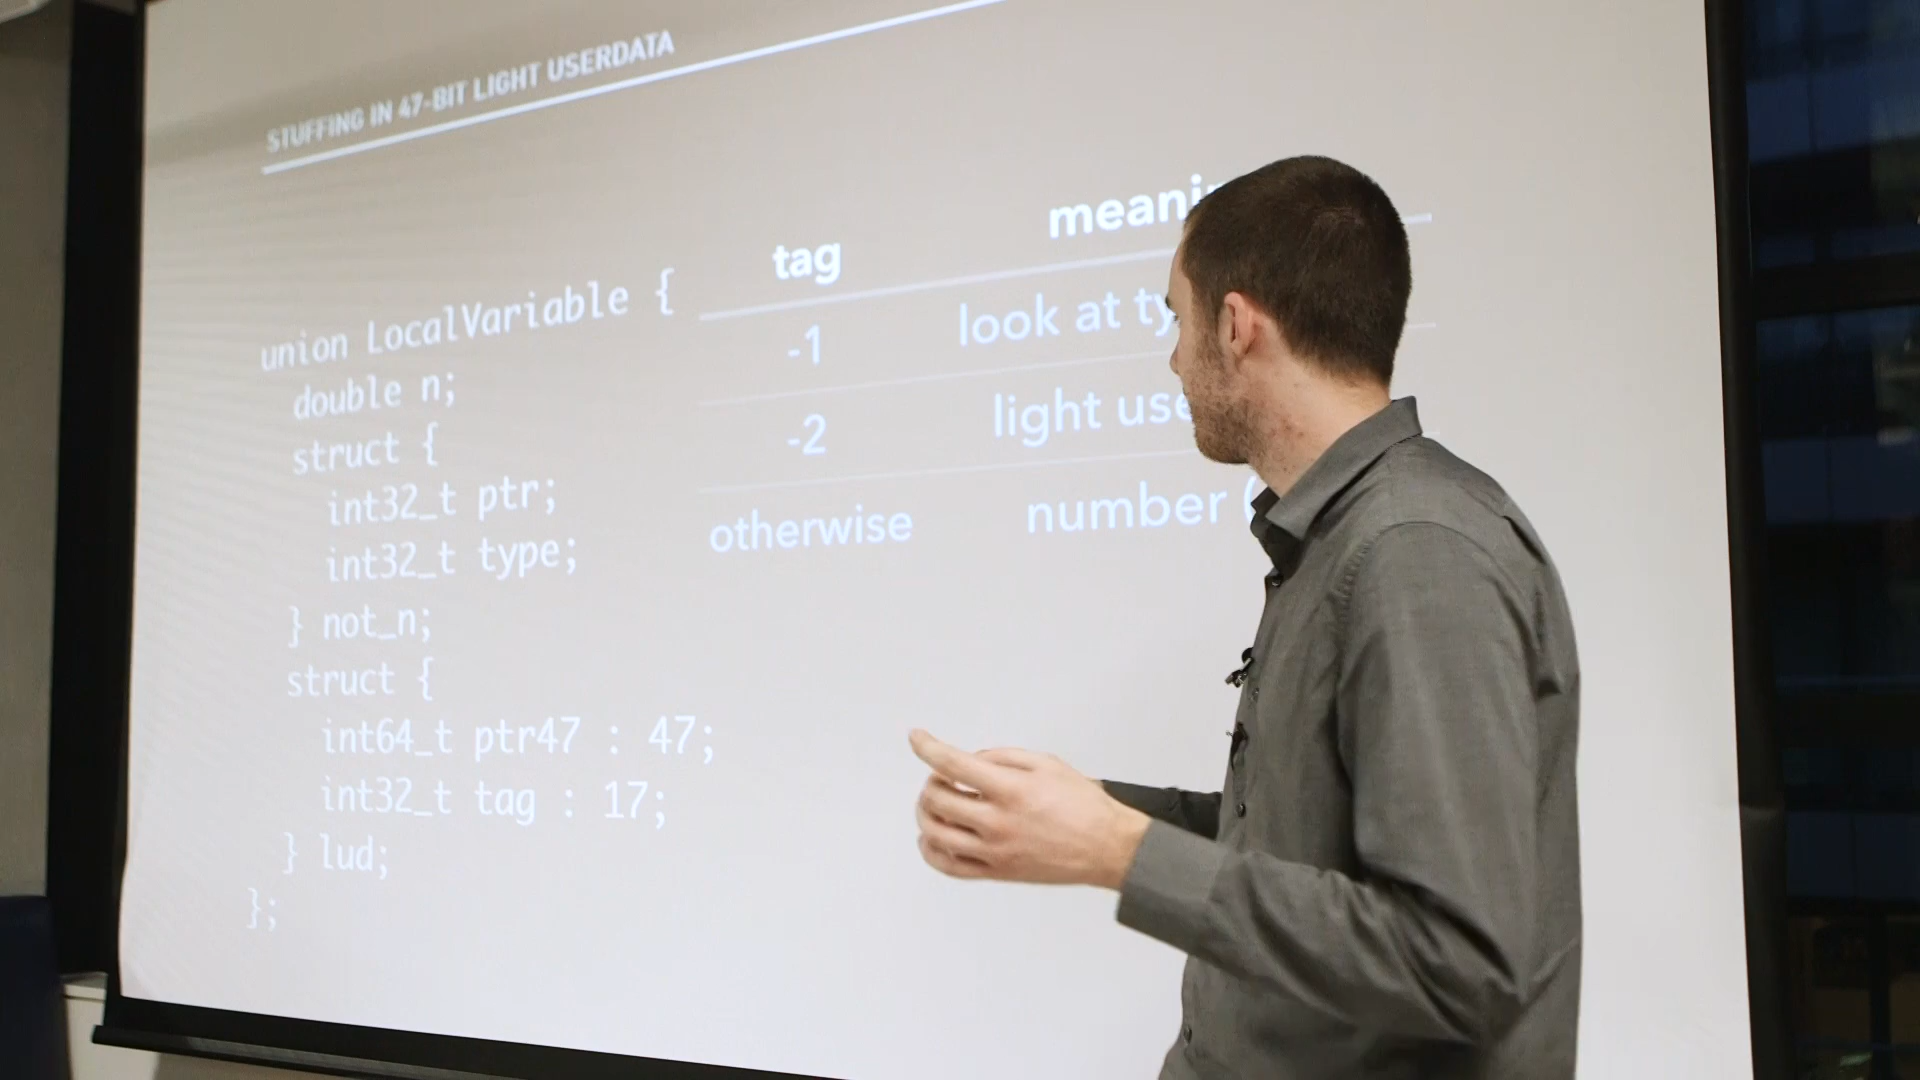 STUFFING IN 47-BIT LIGHT USERDATA
union LocalVariable {
double n;
struct {
int32_t ptr;
int32_t type;
} not_n;
struct {
int64_t ptr47 : 47;
int32_t tag : 17;
} lud;
};
tag
-1 look at
-2 light
otherwise number (